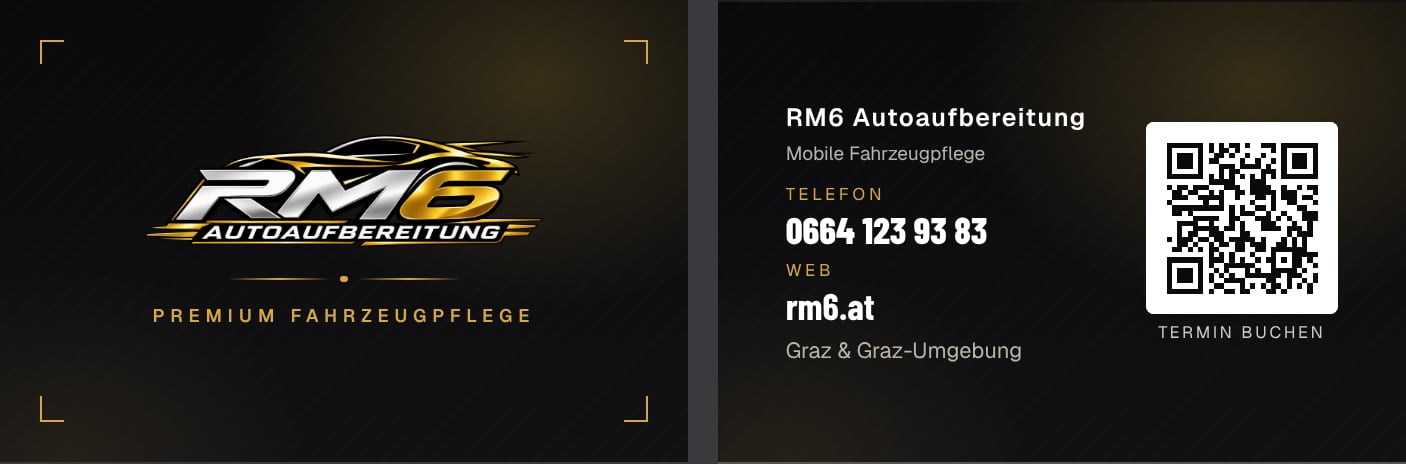 RM6
AUTOAUFBEREITUNG
PREMIUM FAHRZEUGPFLEGE
RM6 Autoaufbereitung
Mobile Fahrzeugpflege
TELEFON
0664 123 93 83
WEB
rm6.at
Graz & Graz-Umgebung
TERMIN BUCHEN